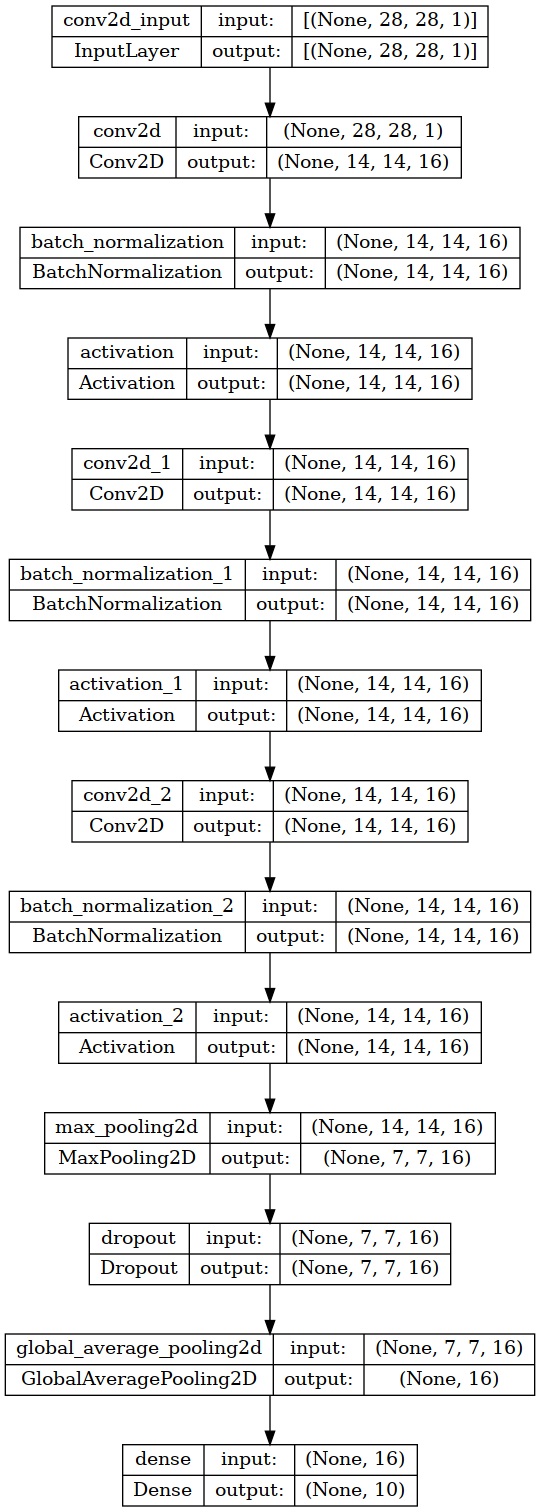 conv2d_input input: [(None, 28, 28, 1)]
InputLayer output: [(None, 28, 28, 1)]
conv2d input: (None, 28, 28, 1)
Conv2D output: (None, 14, 14, 16)
batch_normalization input: (None, 14, 14, 16)
BatchNormalization output: (None, 14, 14, 16)
activation input: (None, 14, 14, 16)
Activation output: (None, 14, 14, 16)
conv2d_1 input: (None, 14, 14, 16)
Conv2D output: (None, 14, 14, 16)
batch_normalization_1 input: (None, 14, 14, 16)
BatchNormalization output: (None, 14, 14, 16)
activation_1 input: (None, 14, 14, 16)
Activation output: (None, 14, 14, 16)
conv2d_2 input: (None, 14, 14, 16)
Conv2D output: (None, 14, 14, 16)
batch_normalization_2 input: (None, 14, 14, 16)
BatchNormalization output: (None, 14, 14, 16)
activation_2 input: (None, 14, 14, 16)
Activation output: (None, 14, 14, 16)
max_pooling2d input: (None, 14, 14, 16)
MaxPooling2D output: (None, 7, 7, 16)
dropout input: (None, 7, 7, 16)
Dropout output: (None, 7, 7, 16)
global_average_pooling2d input: (None, 7, 7, 16)
GlobalAveragePooling2D output: (None, 16)
dense input: (None, 16)
Dense output: (None, 10)